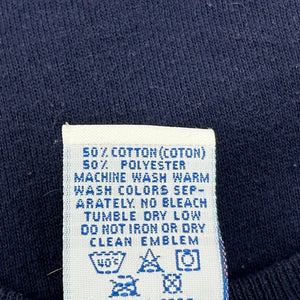 50% COTTON(COTON)
50% POLYESTER
MACHINE WASH WARM
WASH COLORS SEP-
ARATELY. NO BLEACH
TUMBLE DRY LOW
DO NOT IRON OR DRY
CLEAN EMBLEM
40°